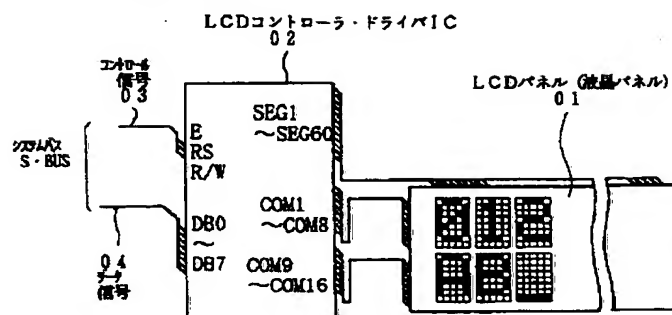 LCDコントローラ・ドライバIC
02
コントロール
信号
03
LCDパネル (液晶パネル)
01
システムバス
S・BUS
E
RS
R/W
SEG1
～SEG60
COM1
～COM8
DB0
～
DB7
COM9
～COM16
04
データ
信号